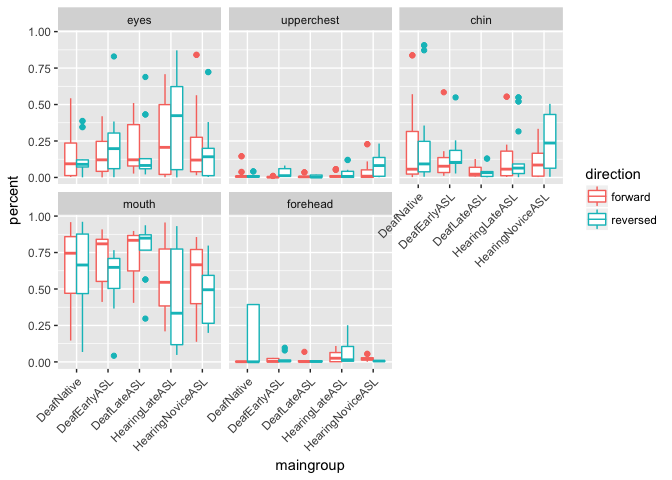 eyes
upperchest
chin
1.00
0.75
0.50
0.25
0.00
DeafNative
DeafEarlyASL
DeafLateASL
HearingLateASL
HearingNoviceASL
mouth
forehead
1.00
0.75
0.50
0.25
0.00
DeafNative
DeafEarlyASL
DeafLateASL
HearingLateASL
HearingNoviceASL
DeafNative
DeafEarlyASL
DeafLateASL
HearingLateASL
HearingNoviceASL
percent
maingroup
direction
forward
reversed